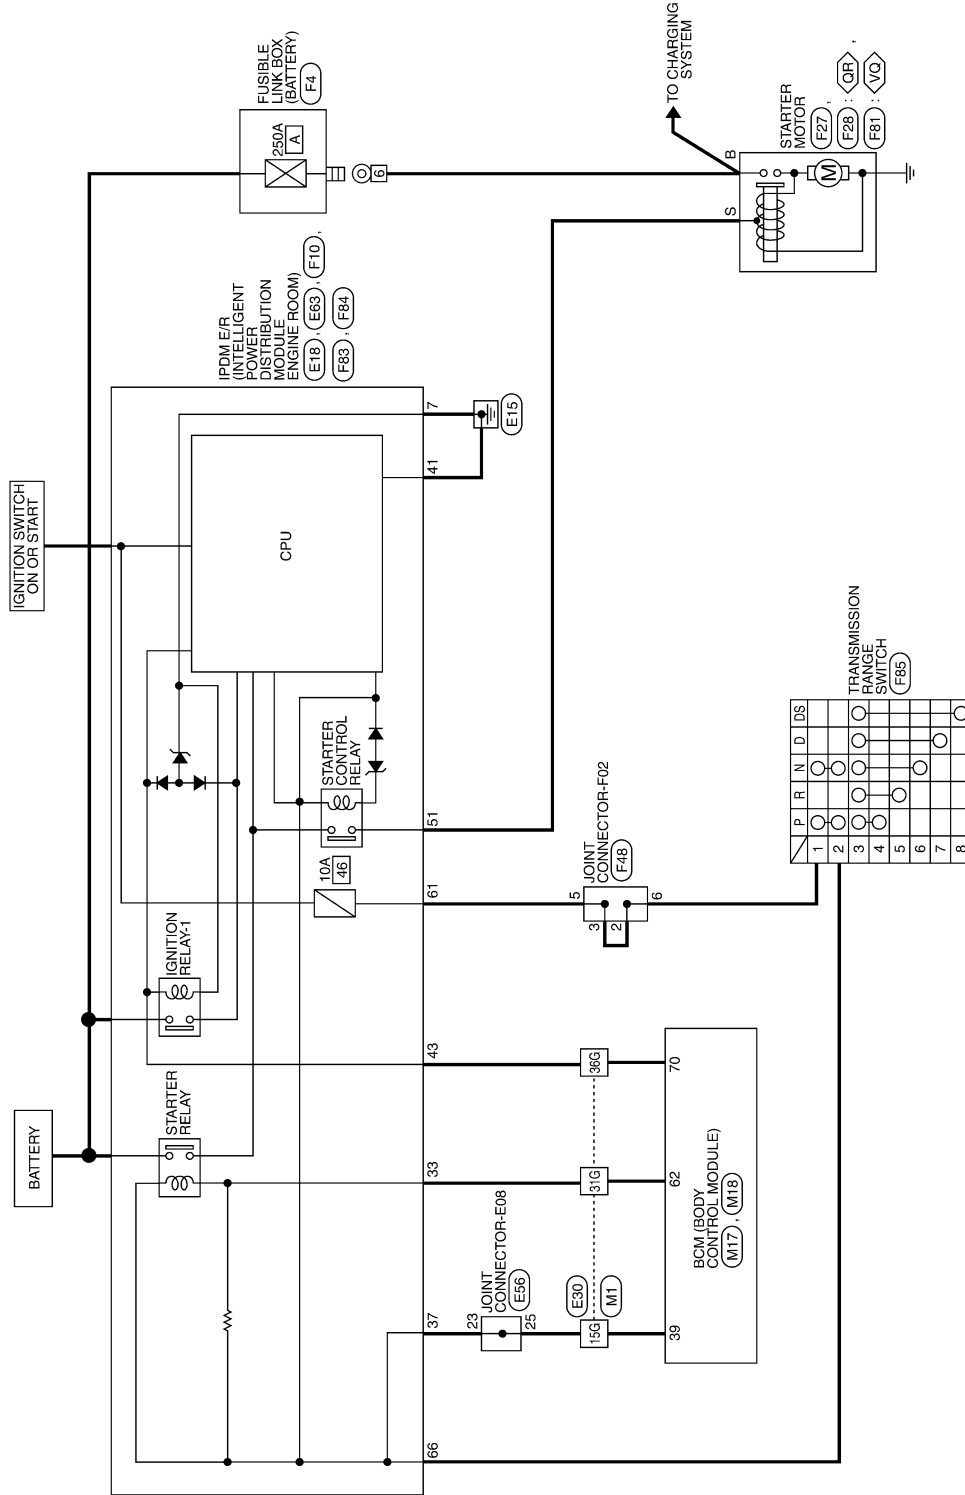 BATTERY
IGNITION SWITCH
ON OR START
FUSIBLE
LINK BOX
(BATTERY)
F4
250A
A
6
TO CHARGING
SYSTEM
STARTER
MOTOR
F27 ,
F28 : QR ,
F81 : VQ
B
S
M
IPDM E/R
(INTELLIGENT
POWER
DISTRIBUTION
MODULE
ENGINE ROOM)
E18 , E63 , F10 ,
F83 , F84
STARTER
RELAY
IGNITION
RELAY-1
CPU
STARTER
CONTROL
RELAY
10A
46
66
37
33
43
61
51
41
7
E15
JOINT
CONNECTOR-E08
E56
23
25
E30
M1
15G
31G
36G
39
62
70
BCM (BODY
CONTROL MODULE)
M17 , M18
JOINT
CONNECTOR-F02
F48
5
3
2
6
TRANSMISSION
RANGE
SWITCH
F85
P R N D DS
1
2
3
4
5
6
7
8